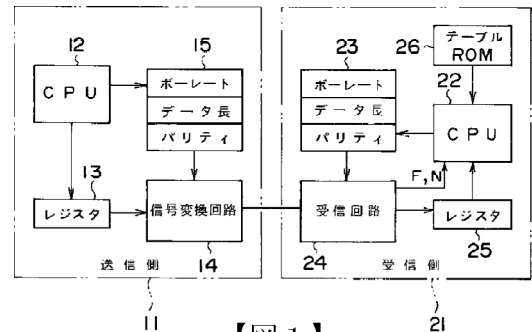 12
CPU
15
ボーレート
データ長
パリティ
13
レジスタ
信号変換回路
14
送信側
11
23
ボーレート
データ長
パリティ
26
テーブル
ROM
22
CPU
F,N
受信回路
24
レジスタ
25
受信側
21